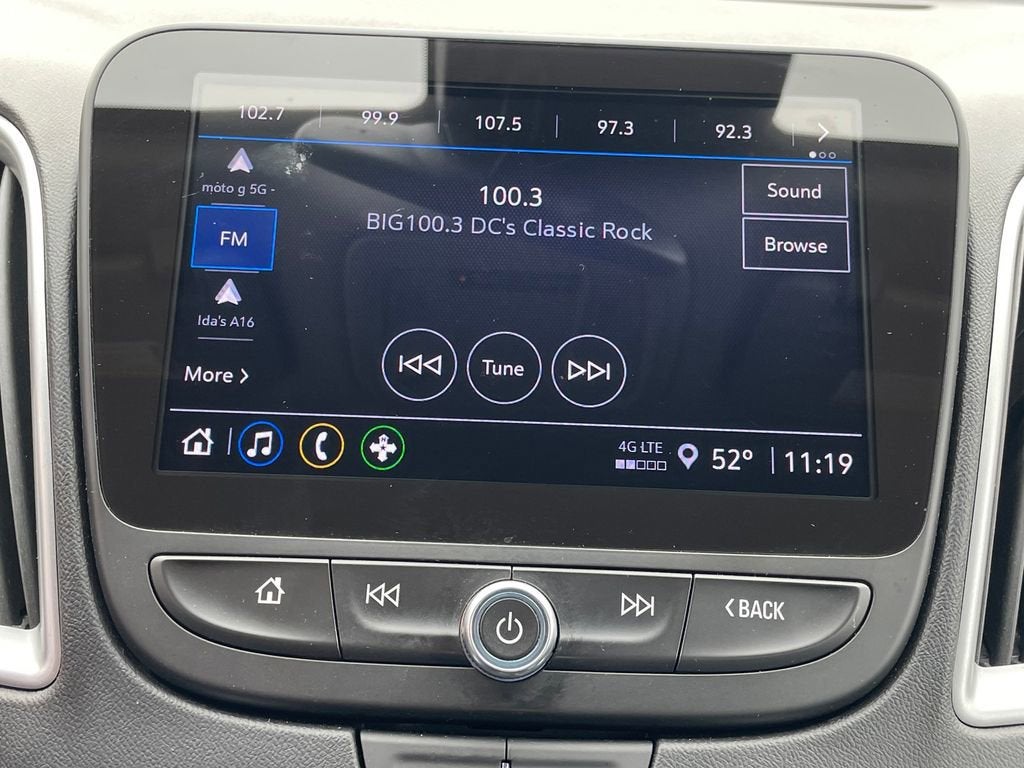 102.7 99.9 107.5 97.3 92.3
moto g 5G -
100.3
Sound
BIG100.3 DC's Classic Rock
FM
Browse
Ida's A16
Tune
More
4G LTE
52° 11:19
BACK